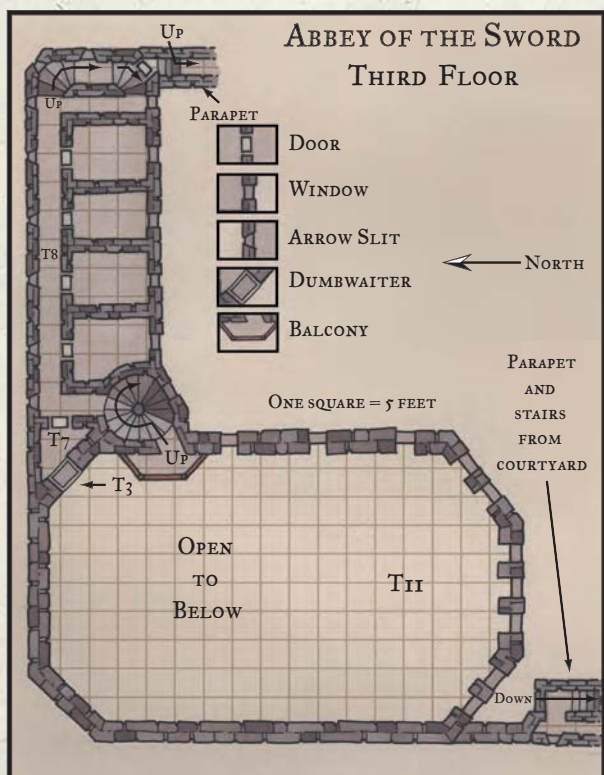 Abbey of the Sword
Third Floor
Up
Up
Parapet
Door
Window
Arrow Slit
Dumbwaiter
Balcony
North
T8
One square = 5 feet
Parapet
and
stairs
from
courtyard
T7
Up
T3
Open
to
Below
T11
Down